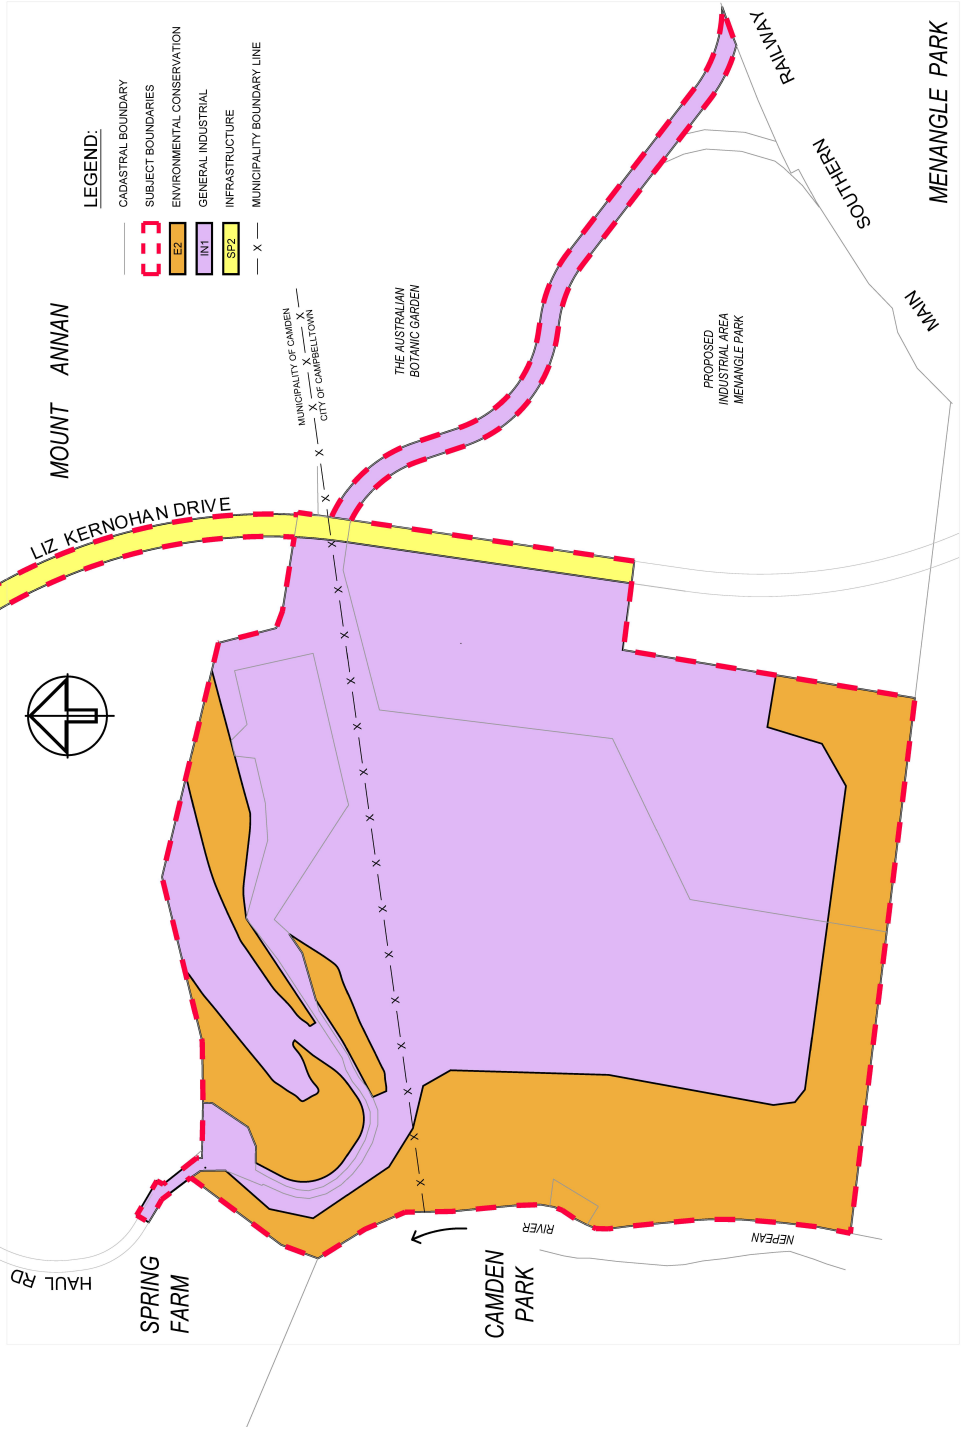 LEGEND:
CADASTRAL BOUNDARY
SUBJECT BOUNDARIES
E2 ENVIRONMENTAL CONSERVATION
IN1 GENERAL INDUSTRIAL
SP2 INFRASTRUCTURE
X MUNICIPALITY BOUNDARY LINE
MOUNT ANNAN
LIZ KERNOHAN DRIVE
MUNICIPALITY OF CAMDEN
CITY OF CAMPBELLTOWN
THE AUSTRALIAN
BOTANIC GARDEN
PROPOSED
INDUSTRIAL AREA
MENANGLE PARK
MAIN
SOUTHERN
RAILWAY
MENANGLE PARK
HAUL RD
SPRING
FARM
CAMDEN
PARK
RIVER
NEPEAN